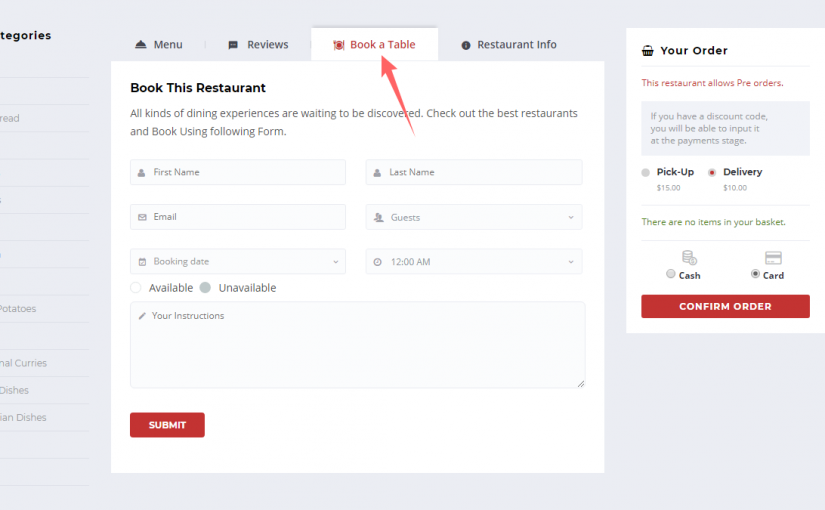 tegories
read
Potatoes
nal Curries
Dishes
ian Dishes
Menu
Reviews
Book a Table
Restaurant Info
Book This Restaurant
All kinds of dining experiences are waiting to be discovered. Check out the best restaurants
and Book Using following Form.
First Name
Last Name
Email
Guests
Booking date
12:00 AM
Available
Unavailable
Your Instructions
SUBMIT
Your Order
This restaurant allows Pre orders.
If you have a discount code,
you will be able to input it
at the payments stage.
Pick-Up
Delivery
$15.00
$10.00
There are no items in your basket.
Cash
Card
CONFIRM ORDER